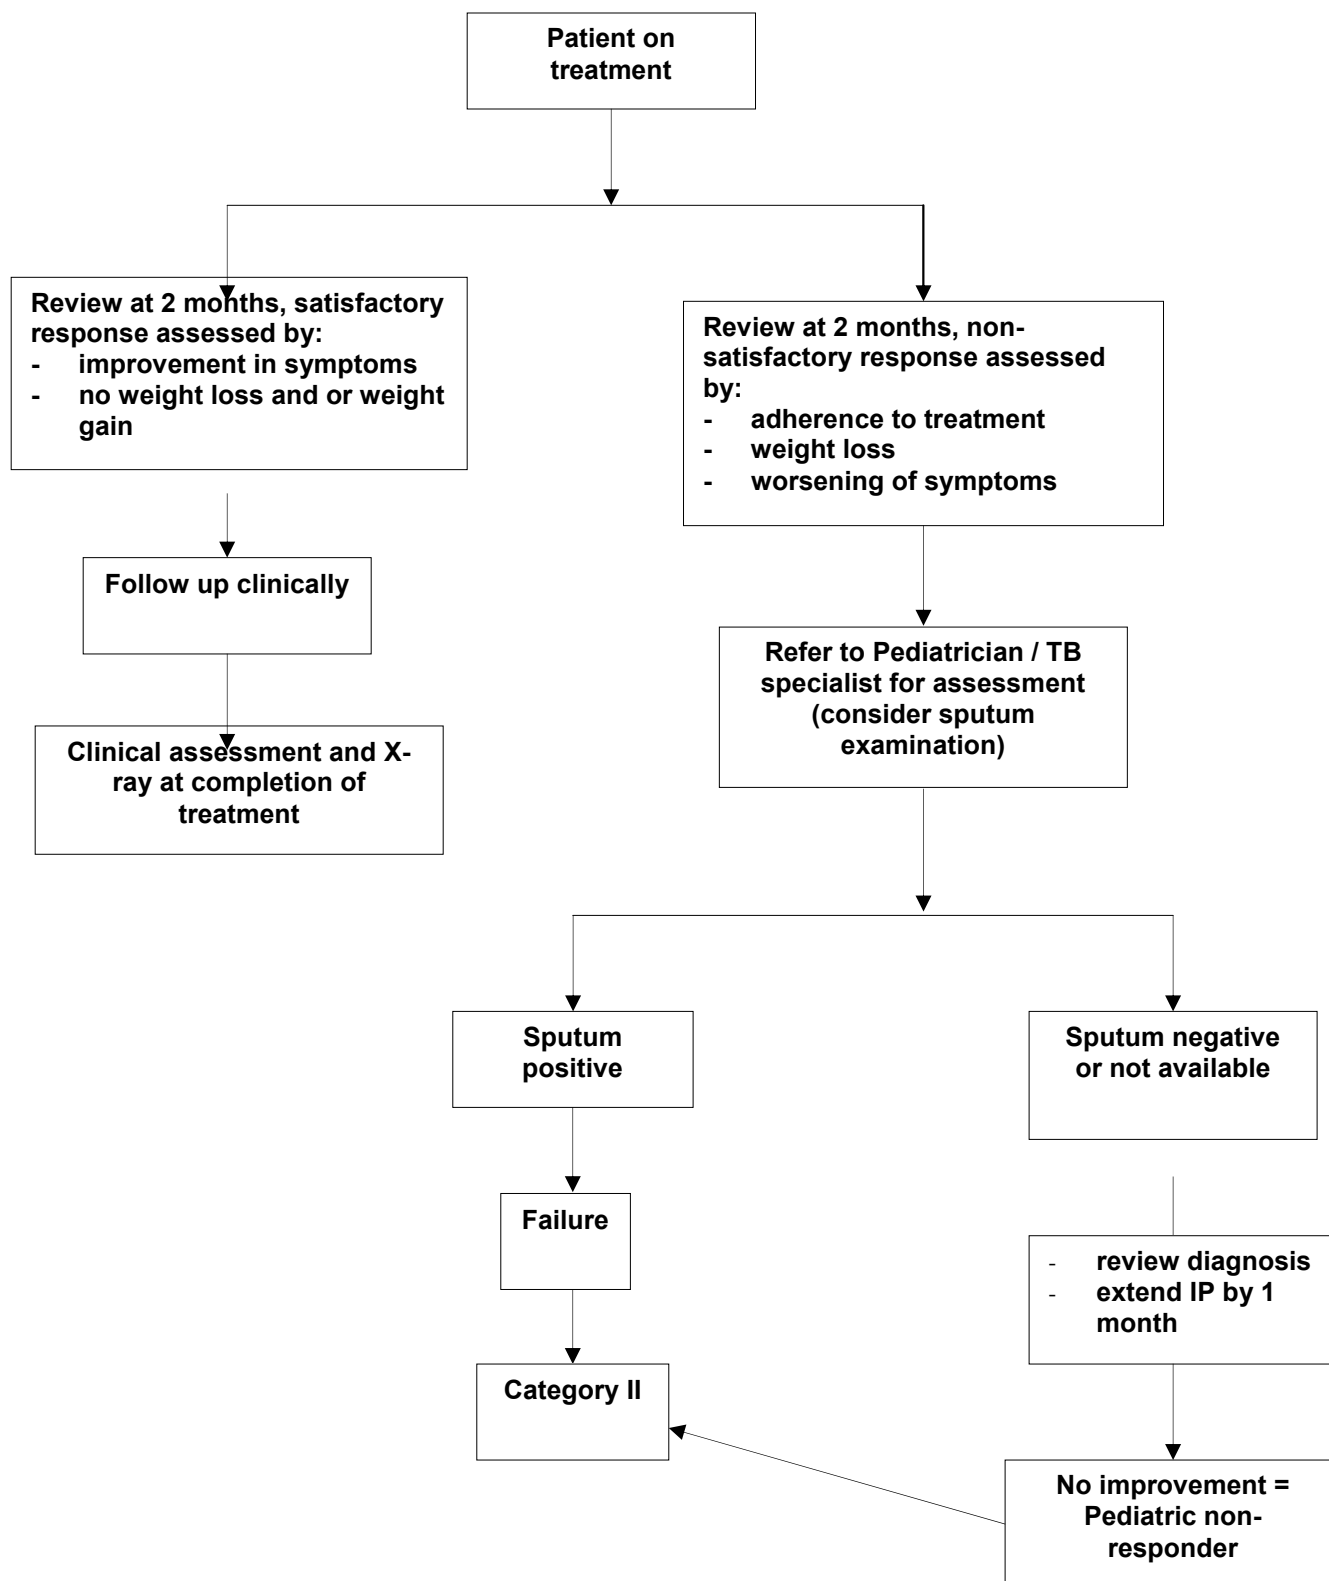 Patient on
treatment
Review at 2 months, satisfactory
response assessed by:
- improvement in symptoms
- no weight loss and or weight
gain
Review at 2 months, non-
satisfactory response assessed
by:
- adherence to treatment
- weight loss
- worsening of symptoms
Follow up clinically
Refer to Pediatrician / TB
specialist for assessment
(consider sputum
examination)
Clinical assessment and X-
ray at completion of
treatment
Sputum
positive
Sputum negative
or not available
Failure
- review diagnosis
- extend IP by 1
month
Category II
No improvement =
Pediatric non-
responder